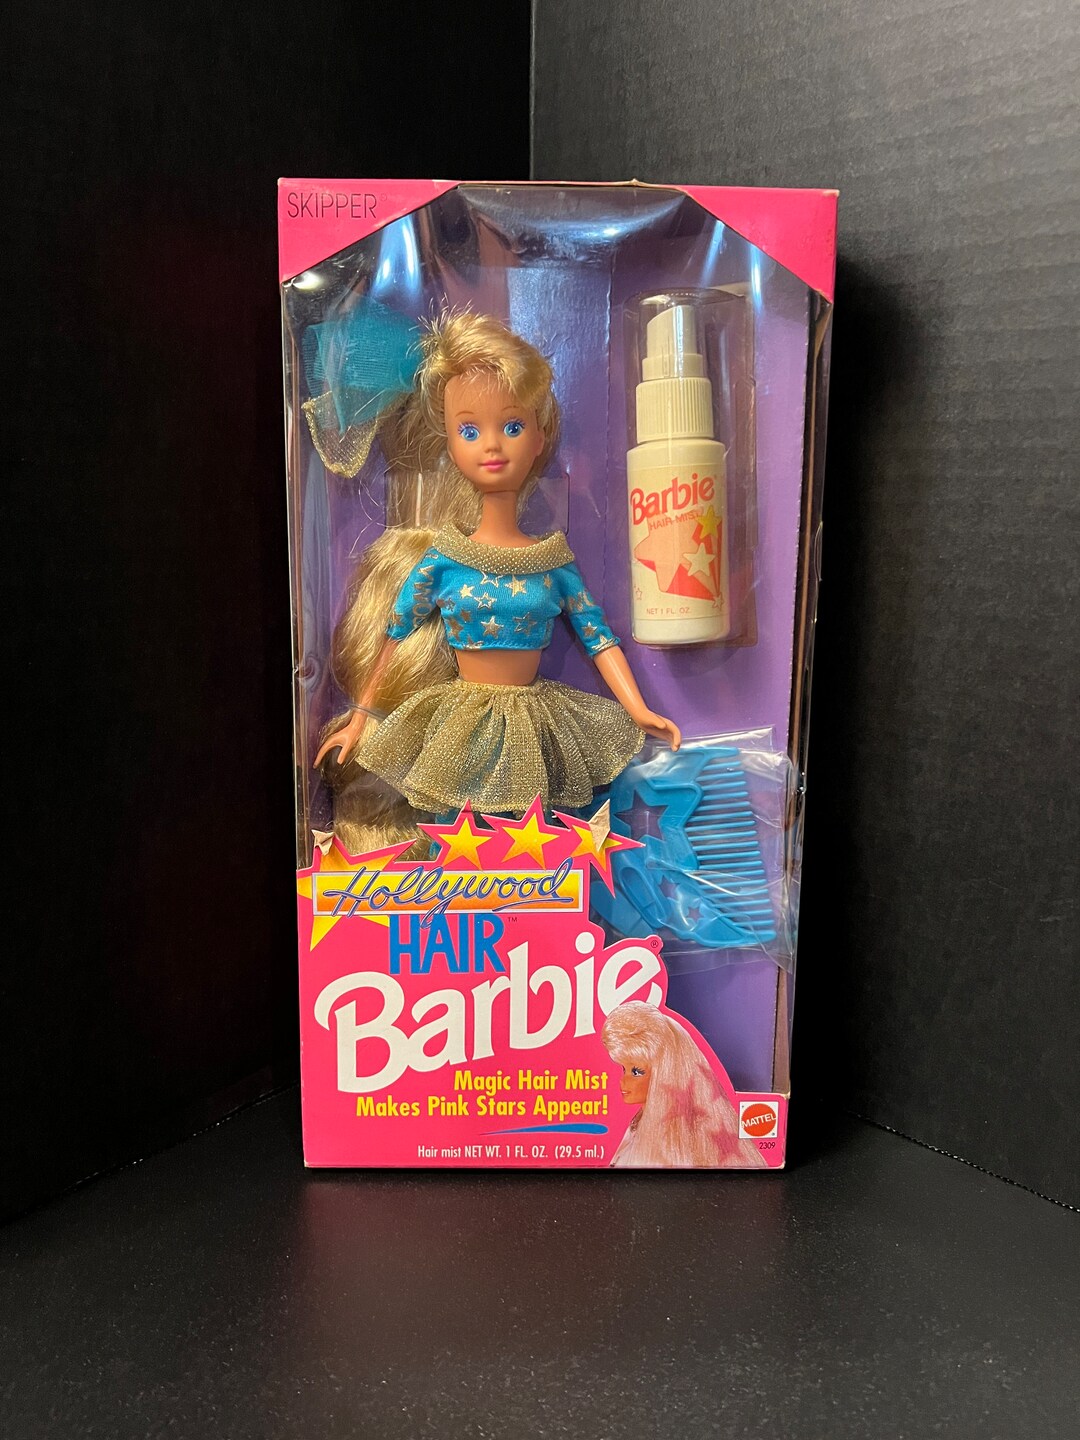 SKIPPER®
Barbie
HAIR MIST
NET 1 FL. OZ.
Hollywood
HAIR™
Barbie®
Magic Hair Mist
Makes Pink Stars Appear!
Hair mist NET WT. 1 FL. OZ. (29.5 ml.)
MATTEL
2309